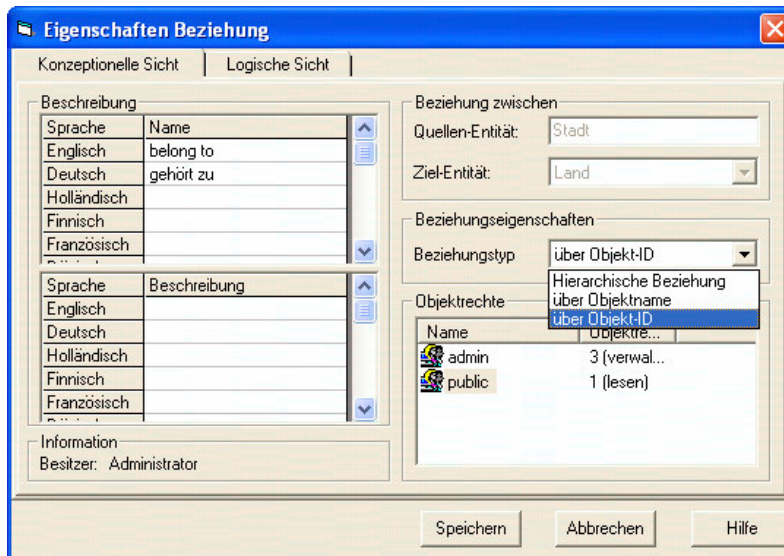 Eigenschaften Beziehung
Konzeptionelle Sicht
Logische Sicht
Beschreibung
Sprache Name
Englisch belong to
Deutsch gehört zu
Holländisch
Finnisch
Französisch
Sprache Beschreibung
Englisch
Deutsch
Holländisch
Finnisch
Französisch
Information
Besitzer: Administrator
Beziehung zwischen
Quellen-Entität: Stadt
Ziel-Entität: Land
Beziehungseigenschaften
Beziehungstyp über Objekt-ID
Hierarchische Beziehung
über Objektname
über Objekt-ID
Objektrechte
Name Objektre...
admin 3 (verwal...
public 1 (lesen)
Speichern Abbrechen Hilfe